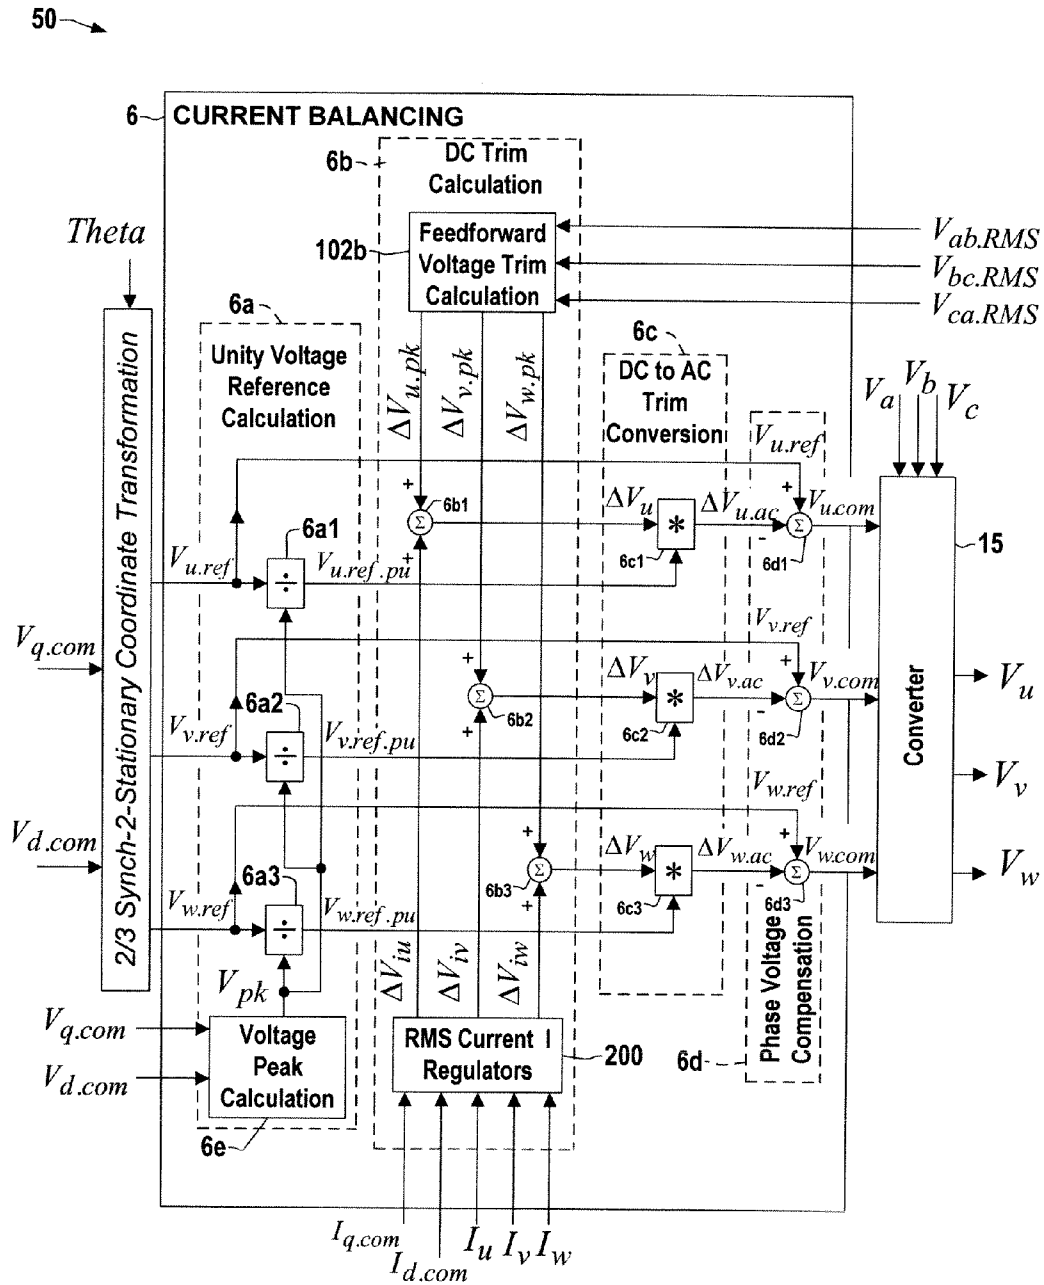 50
6
CURRENT BALANCING
6b
DC Trim
Calculation
Theta
102b
Feedforward
Voltage Trim
Calculation
V_ab.RMS
V_bc.RMS
V_ca.RMS
6a
Unity Voltage
Reference
Calculation
ΔV_u.pk
ΔV_v.pk
ΔV_w.pk
6c
DC to AC
Trim
Conversion
V_a
V_b
V_c
2/3 Synch-2-Stationary Coordinate Transformation
V_u.ref
+
Σ
6b1
+
ΔV_u
*
6c1
ΔV_u.ac
+
-
Σ
6d1
V_u.com
15
6a1
V_u.ref
÷
V_u.ref.pu
V_q.com
V_v.ref
+
Σ
6b2
+
ΔV_v
*
6c2
ΔV_v.ac
+
-
Σ
6d2
V_v.com
Converter
V_u
6a2
V_v.ref
÷
V_v.ref.pu
V_v
V_w.ref
V_d.com
+
Σ
6b3
+
ΔV_w
*
6c3
ΔV_w.ac
+
-
Σ
6d3
V_w.com
V_w
6a3
V_w.ref
÷
V_w.ref.pu
V_pk
ΔV_iu
ΔV_iv
ΔV_iw
Phase Voltage
Compensation
6d
V_q.com
V_d.com
Voltage
Peak
Calculation
6e
RMS Current I
Regulators
200
I_q.com
I_d.com
I_u
I_v
I_w